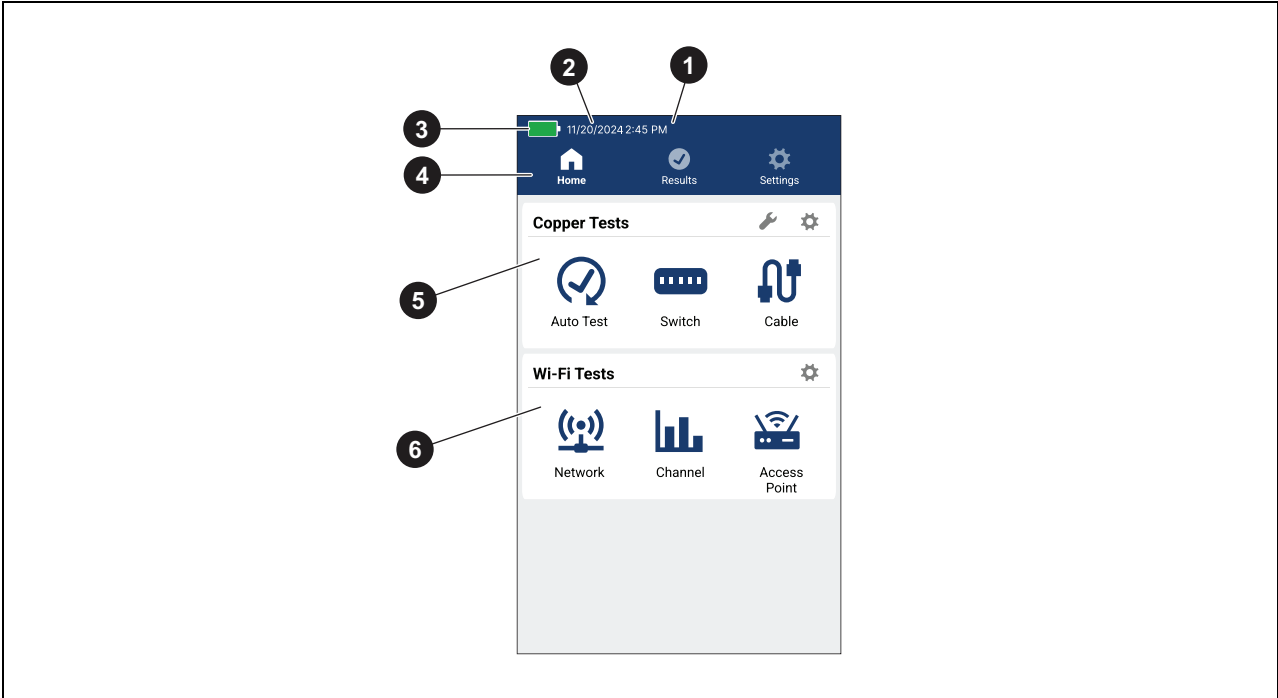 2
1
3
11/20/2024 2:45 PM
4
Home Results Settings
Copper Tests
5
Auto Test Switch Cable
Wi-Fi Tests
6
Network Channel Access
Point